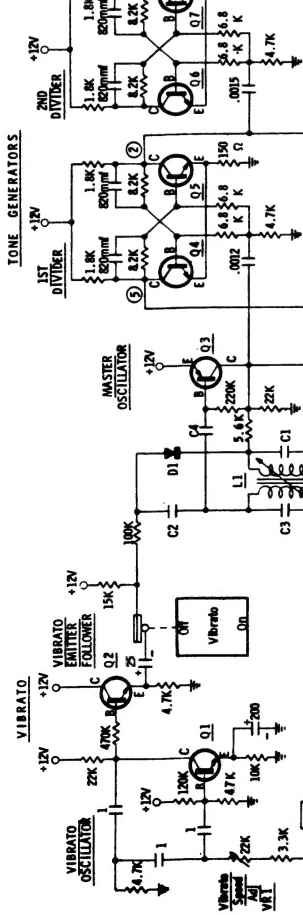 VIBRATO
VIBRATO
OSCILLATOR
+12V
+12V
VIBRATO
EMITTER
FOLLOWER
22K
1
470K
Q2
B
C
E
4.7K
1
+12V
120K
C
B
E
Q1
47K
10K
+
200
-
1
Vibrato
Speed
Adj
VR1
22K
3.3K
4.7K
+
25
-
+12V
15K
Off
Vibrato
On
100K
C2
D1
MASTER
OSCILLATOR
+12V
E
B
C
Q3
C4
220K
5.6K
22K
L1
C3
C1
TONE GENERATORS
1ST
DIVIDER
+12V
1.8K
820mmf
8.2K
1.8K
820mmf
8.2K
5
2
C
B
E
Q4
C
B
E
Q5
6.8
K
6.8
K
150
Ω
.0012
4.7K
2ND
DIVIDER
+12V
1.8K
820mmf
8.2K
1.8K
820mmf
8.2K
C
B
E
Q6
B
Q7
6.8
K
6.8
K
.0015
4.7K